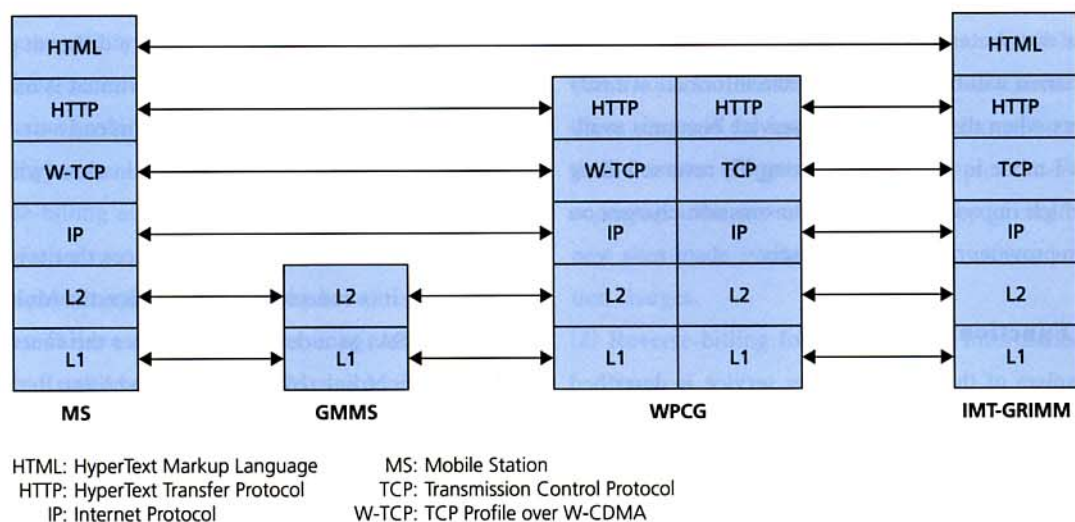 HTML HTML
HTTP HTTP HTTP HTTP
W-TCP W-TCP TCP TCP
IP IP IP IP
L2 L2 L2 L2 L2
L1 L1 L1 L1 L1
MS GMMS WPCG IMT-GRIMM
HTML: HyperText Markup Language MS: Mobile Station
HTTP: HyperText Transfer Protocol TCP: Transmission Control Protocol
IP: Internet Protocol W-TCP: TCP Profile over W-CDMA